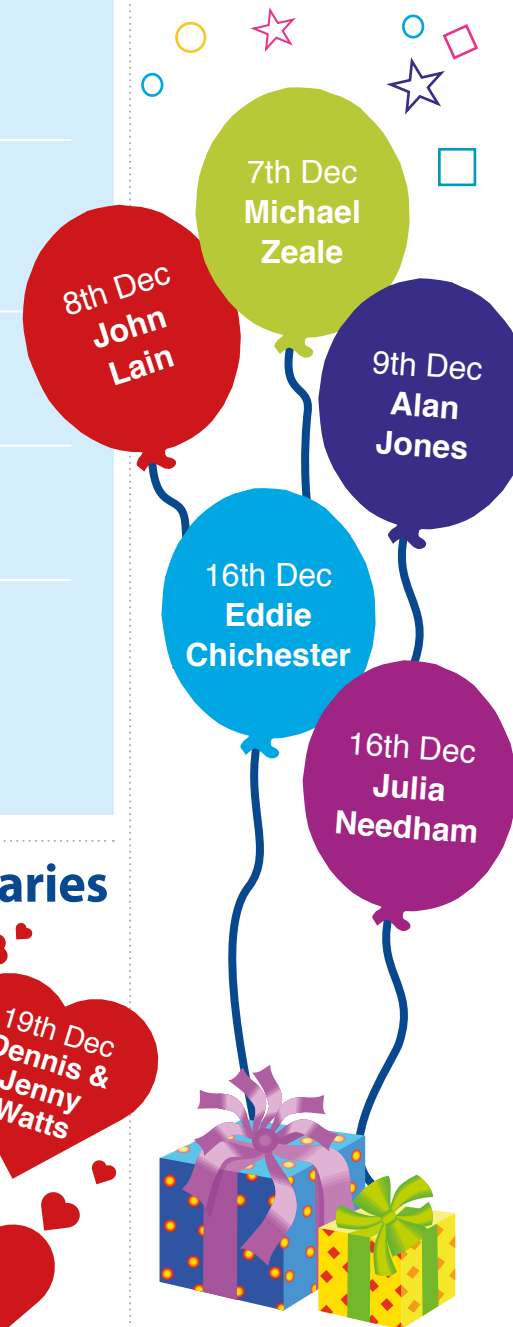 7th Dec
Michael
Zeale
8th Dec
John
Lain
9th Dec
Alan
Jones
16th Dec
Eddie
Chichester
16th Dec
Julia
Needham
aries
19th Dec
Dennis &
Jenny
Watts